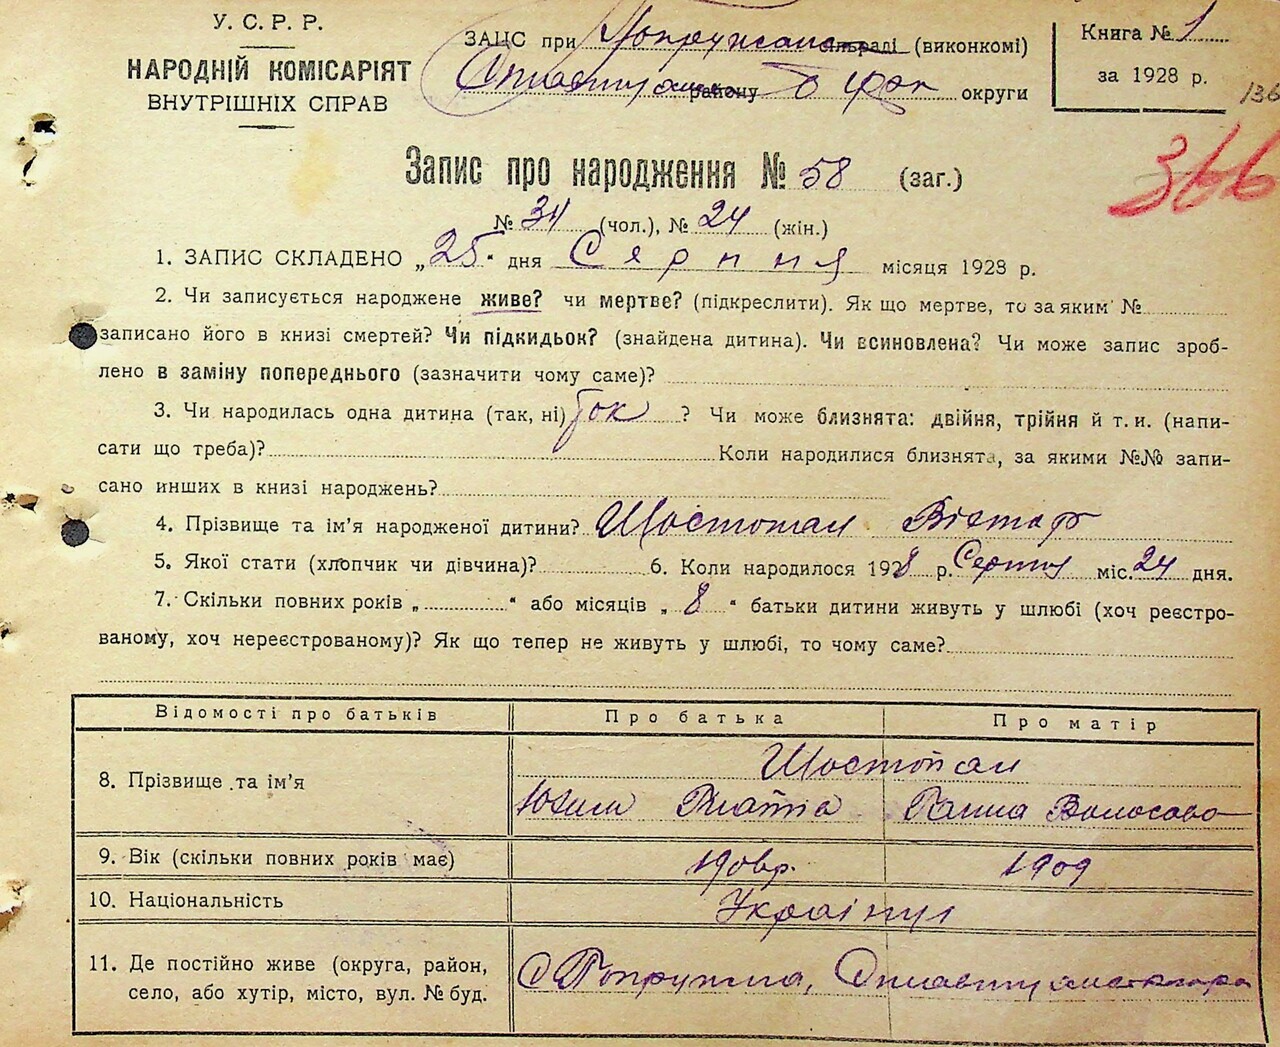 У. С. Р. Р.
НАРОДНІЙ КОМІСАРІЯТ
ВНУТРІШНІХ СПРАВ
ЗАЦС при сільраді (виконкомі)
району округи
Книга № 1
за 1928 р.
136
366
Запис про народження № 58 (заг.)
№ 34 (чол.), № 24 (жін.)
1. ЗАПИС СКЛАДЕНО „25“ дня Серпня місяця 1928 р.
2. Чи записується народжене живе? чи мертве? (підкреслити). Як що мертве, то за яким №
записано його в книзі смертей? Чи підкидьок? (знайдена дитина). Чи всиновлена? Чи може запис зроб-
лено в заміну попереднього (зазначити чому саме)?
3. Чи народилась одна дитина (так, ні) так ? Чи може близнята: двійня, трійня й т. и. (напи-
сати що треба)? Коли народилися близнята, за якими №№ запи-
сано инших в книзі народжень?
4. Прізвище та ім'я народженої дитини? Шостопал Віктор
5. Якої стати (хлопчик чи дівчина)? 6. Коли народилося 1928 р. Серпня міс. 24 дня.
7. Скільки повних років „ “ або місяців „ 8 “ батьки дитини живуть у шлюбі (хоч реєстро-
ваному, хоч нереєстрованому)? Як що тепер не живуть у шлюбі, то чому саме?
Відомості про батьків Про батька Про матір
8. Прізвище та ім'я Шостопал
Ганна
9. Вік (скільки повних років має) 1909
10. Національність Українці
11. Де постійно живе (округа, район,
село, або хутір, місто, вул. № буд.